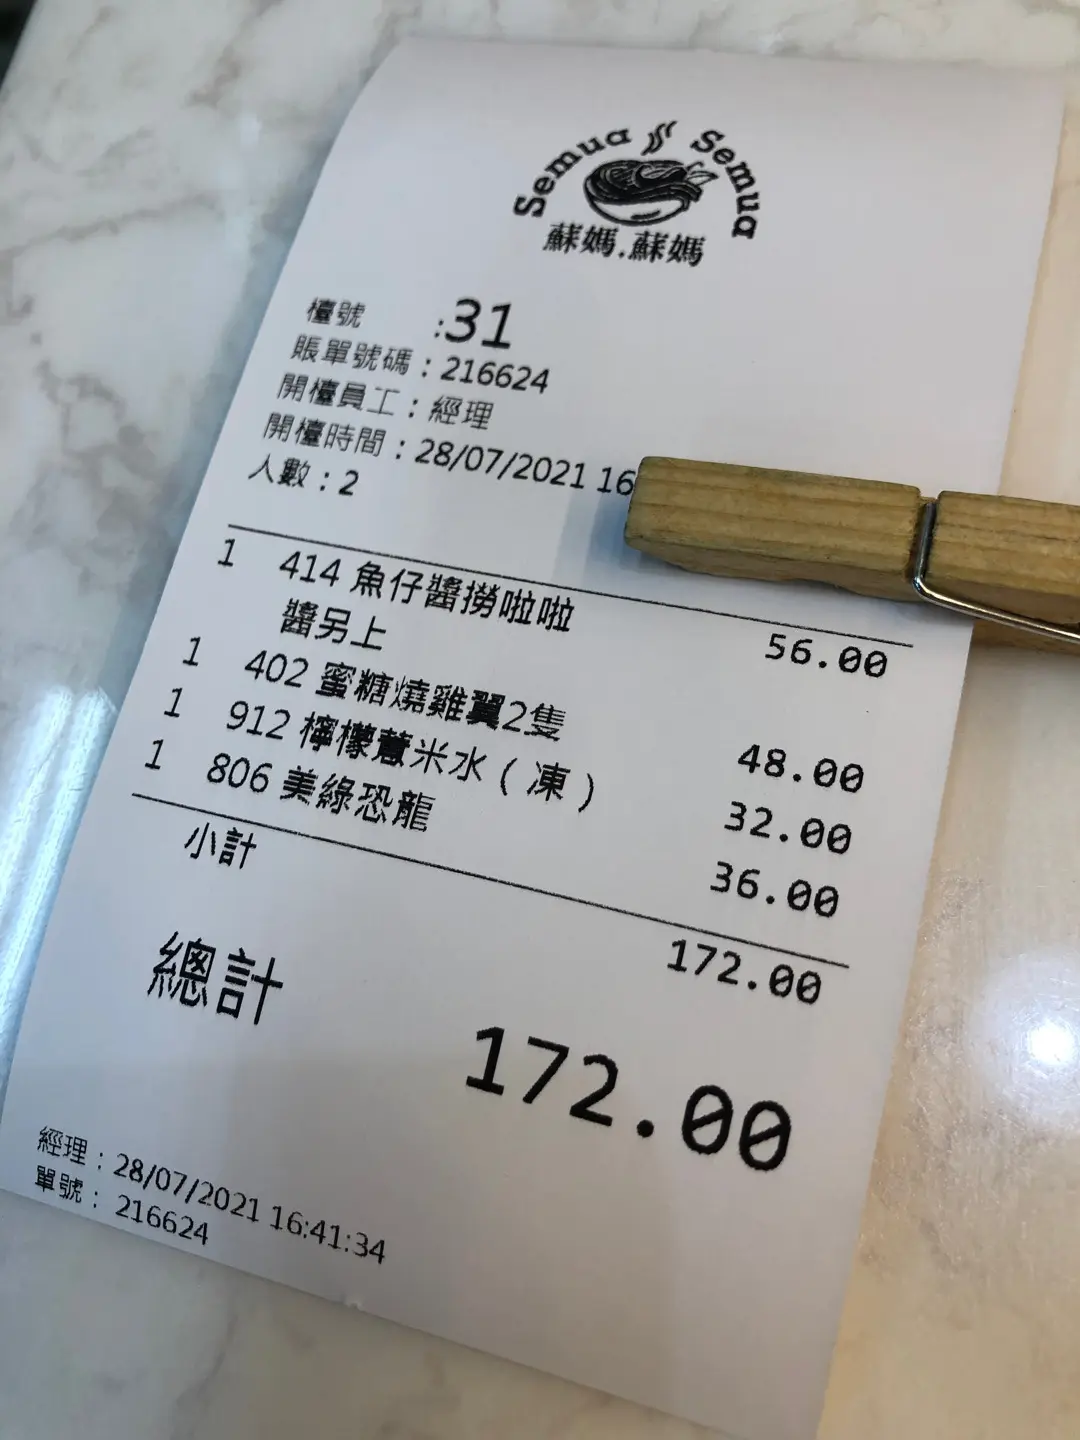 Semua Semua
蘇媽.蘇媽
檯號 :31
賬單號碼：216624
開檯員工：經理
開檯時間：28/07/2021 16
人數：2
1 414 魚仔醬撈啦啦 56.00
醬另上
1 402 蜜糖燒雞翼2隻 48.00
1 912 檸檬薏米水（凍） 32.00
1 806 美綠恐龍 36.00
小計 172.00
總計 172.00
經理：28/07/2021 16:41:34
單號：216624